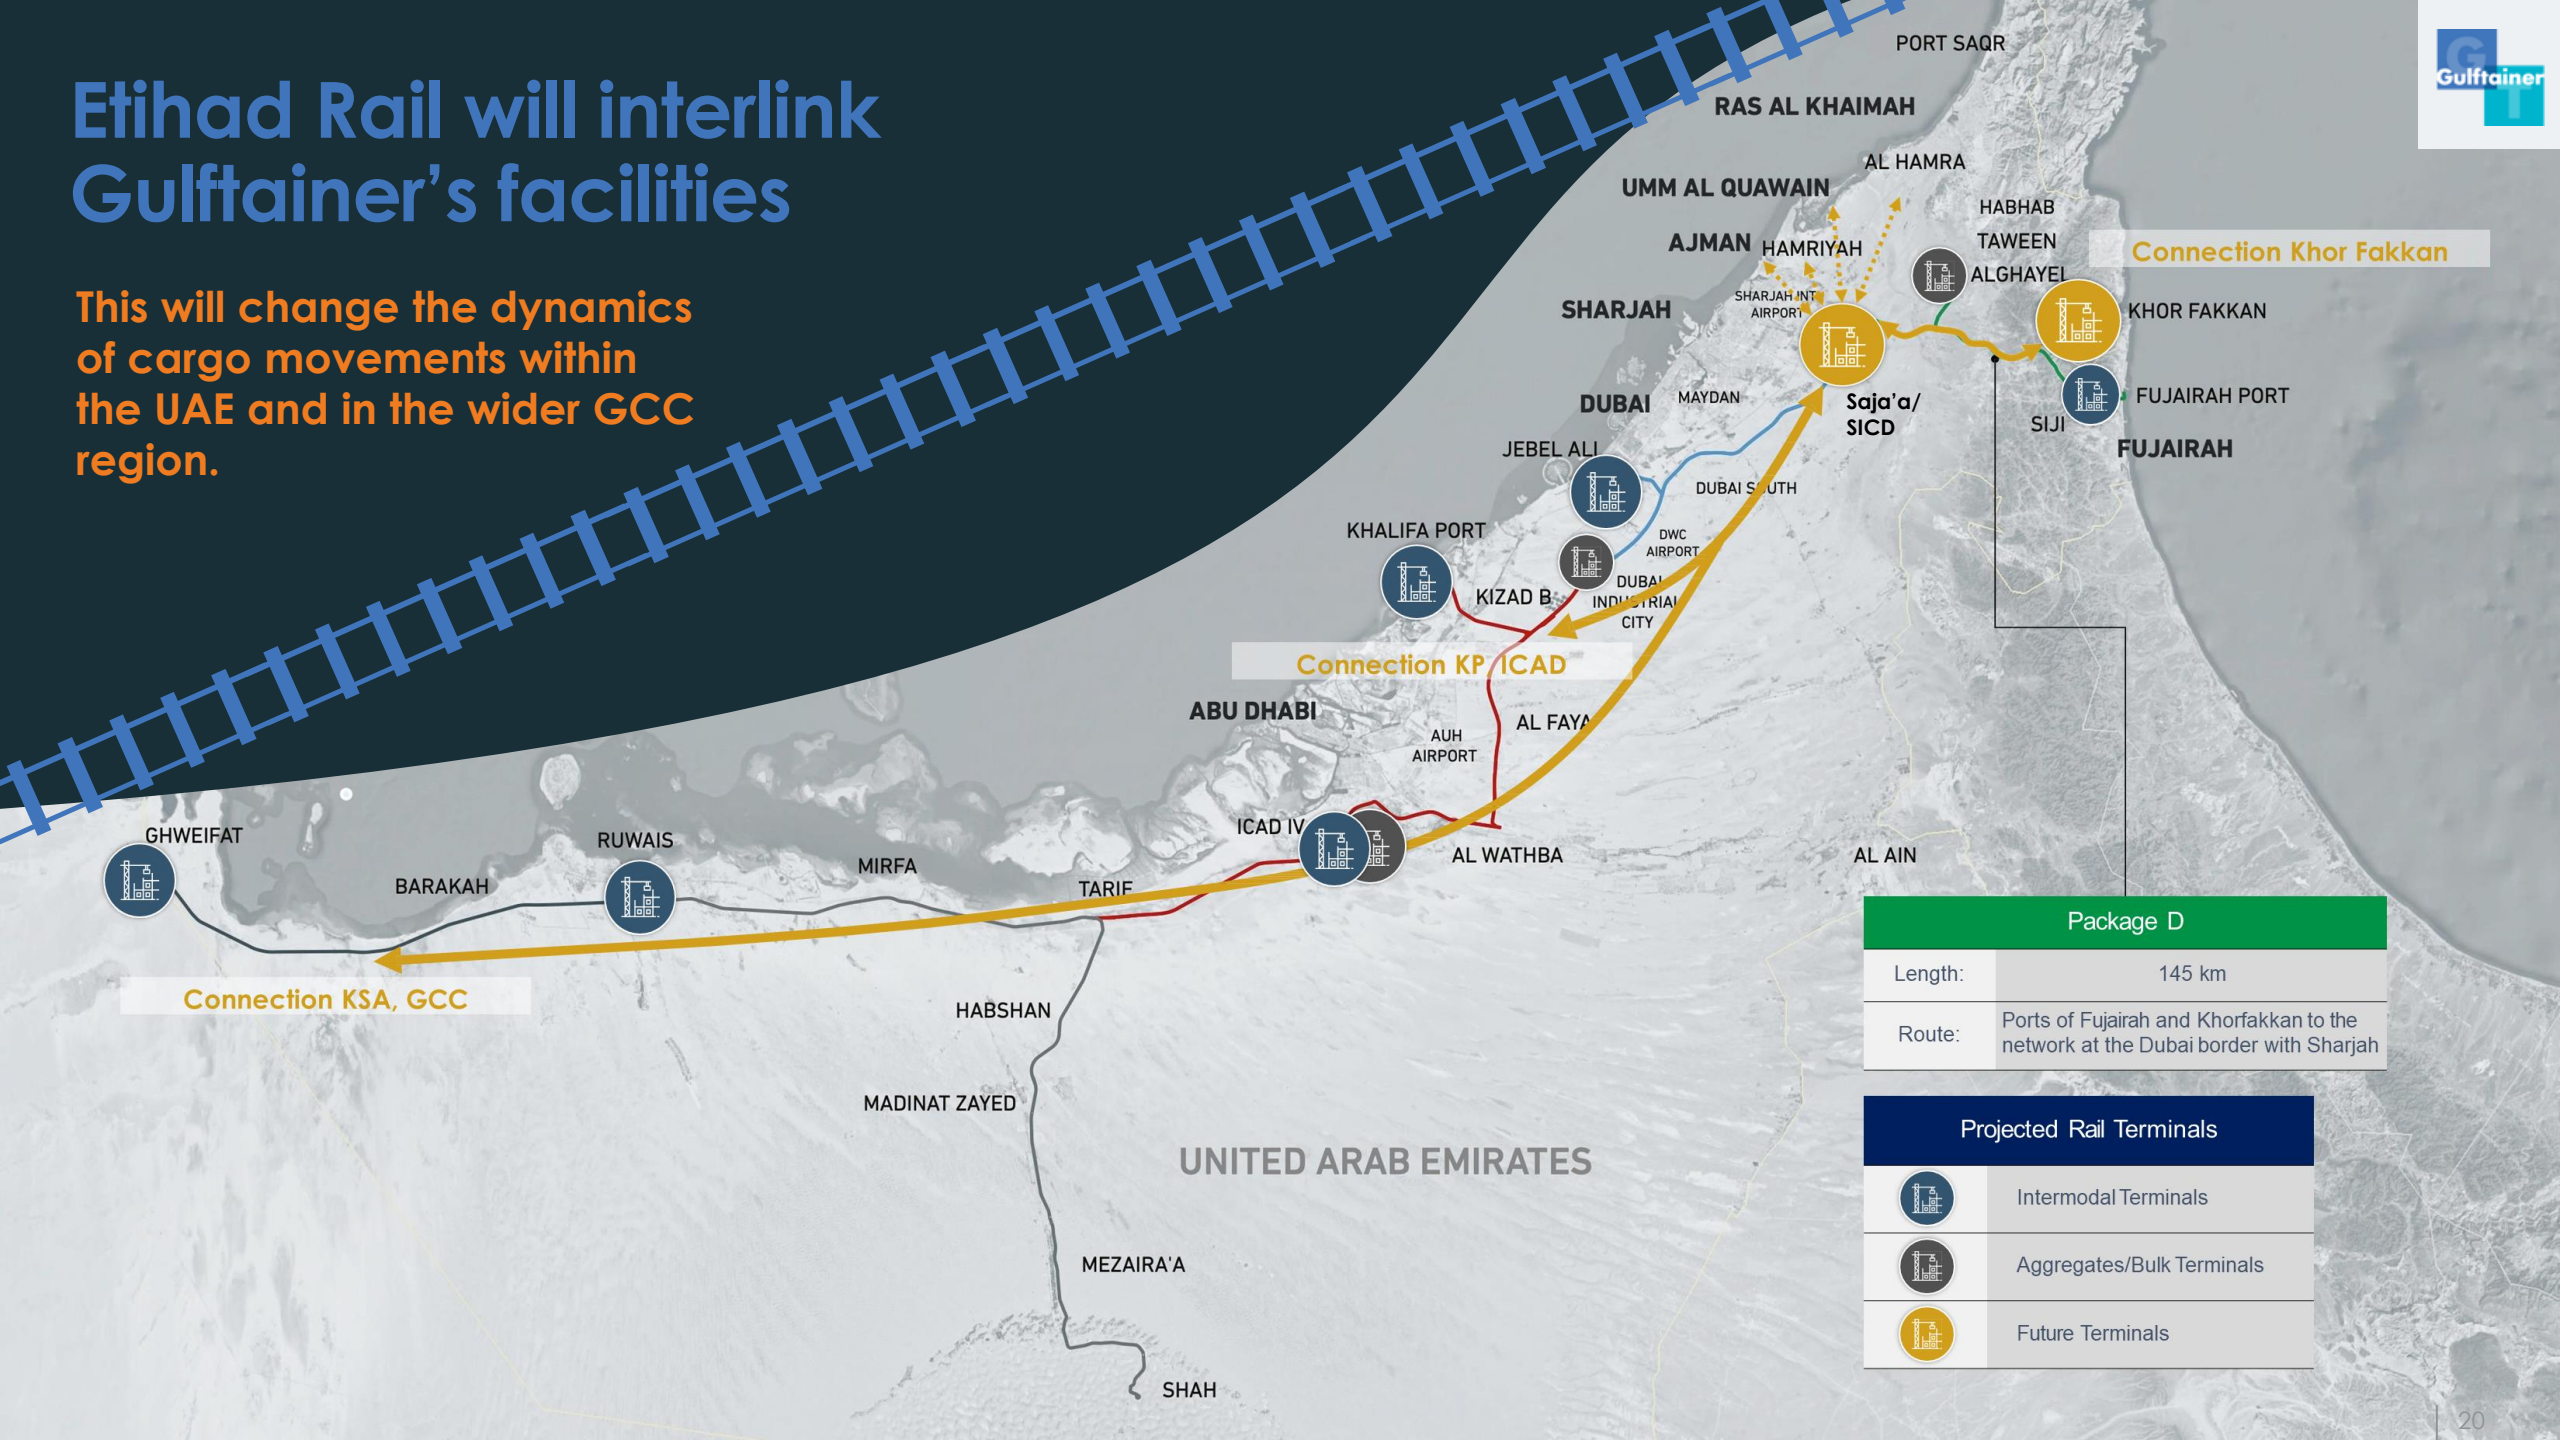 Etihad Rail will interlink
Gulftainer’s facilities
This will change the dynamics
of cargo movements within
the UAE and in the wider GCC
region.
G
Gulftainer
T
PORT SAQR
RAS AL KHAIMAH
AL HAMRA
UMM AL QUAWAIN
HABHAB
TAWEEN
ALGHAYEL
AJMAN
HAMRIYAH
Connection Khor Fakkan
SHARJAH INT
AIRPORT
SHARJAH
KHOR FAKKAN
DUBAI
MAYDAN
Saja’a/
SICD
FUJAIRAH PORT
SIJI
FUJAIRAH
JEBEL ALI
DUBAI SOUTH
KHALIFA PORT
DWC
AIRPORT
KIZAD B
DUBAI
INDUSTRIAL
CITY
Connection KP, ICAD
ABU DHABI
AL FAYA
AUH
AIRPORT
ICAD IV
AL WATHBA
AL AIN
GHWEIFAT
RUWAIS
MIRFA
BARAKAH
TARIF
Connection KSA, GCC
HABSHAN
MADINAT ZAYED
UNITED ARAB EMIRATES
MEZAIRA'A
SHAH
Package D
Length: 145 km
Route: Ports of Fujairah and Khorfakkan to the
network at the Dubai border with Sharjah
Projected Rail Terminals
Intermodal Terminals
Aggregates/Bulk Terminals
Future Terminals
20